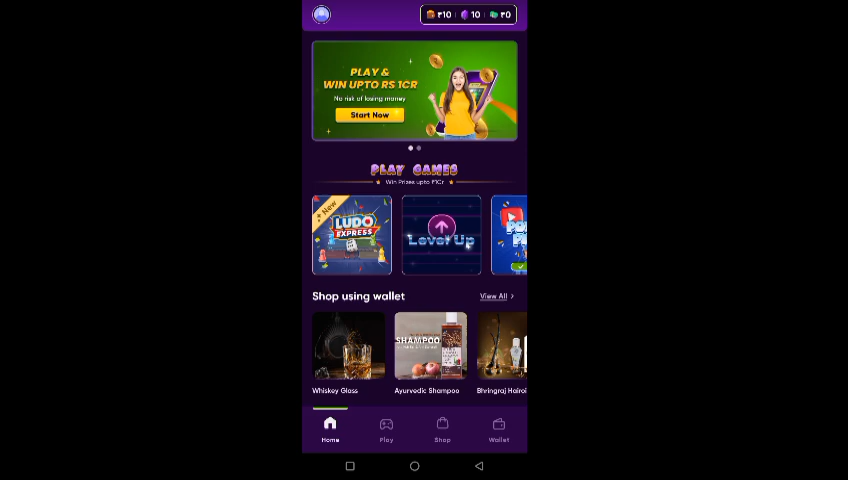 ₹10 10 ₹0
PLAY &
WIN UPTO RS 1CR
No risk of losing money
Start Now
PLAY GAMES
Win Prizes upto ₹1Cr
New
LUDO
EXPRESS
Level Up
Shop using wallet
View All >
SHAMPOO
Whiskey Glass
Ayurvedic Shampoo
Bhringraj Hairoi
Home
Play
Shop
Wallet